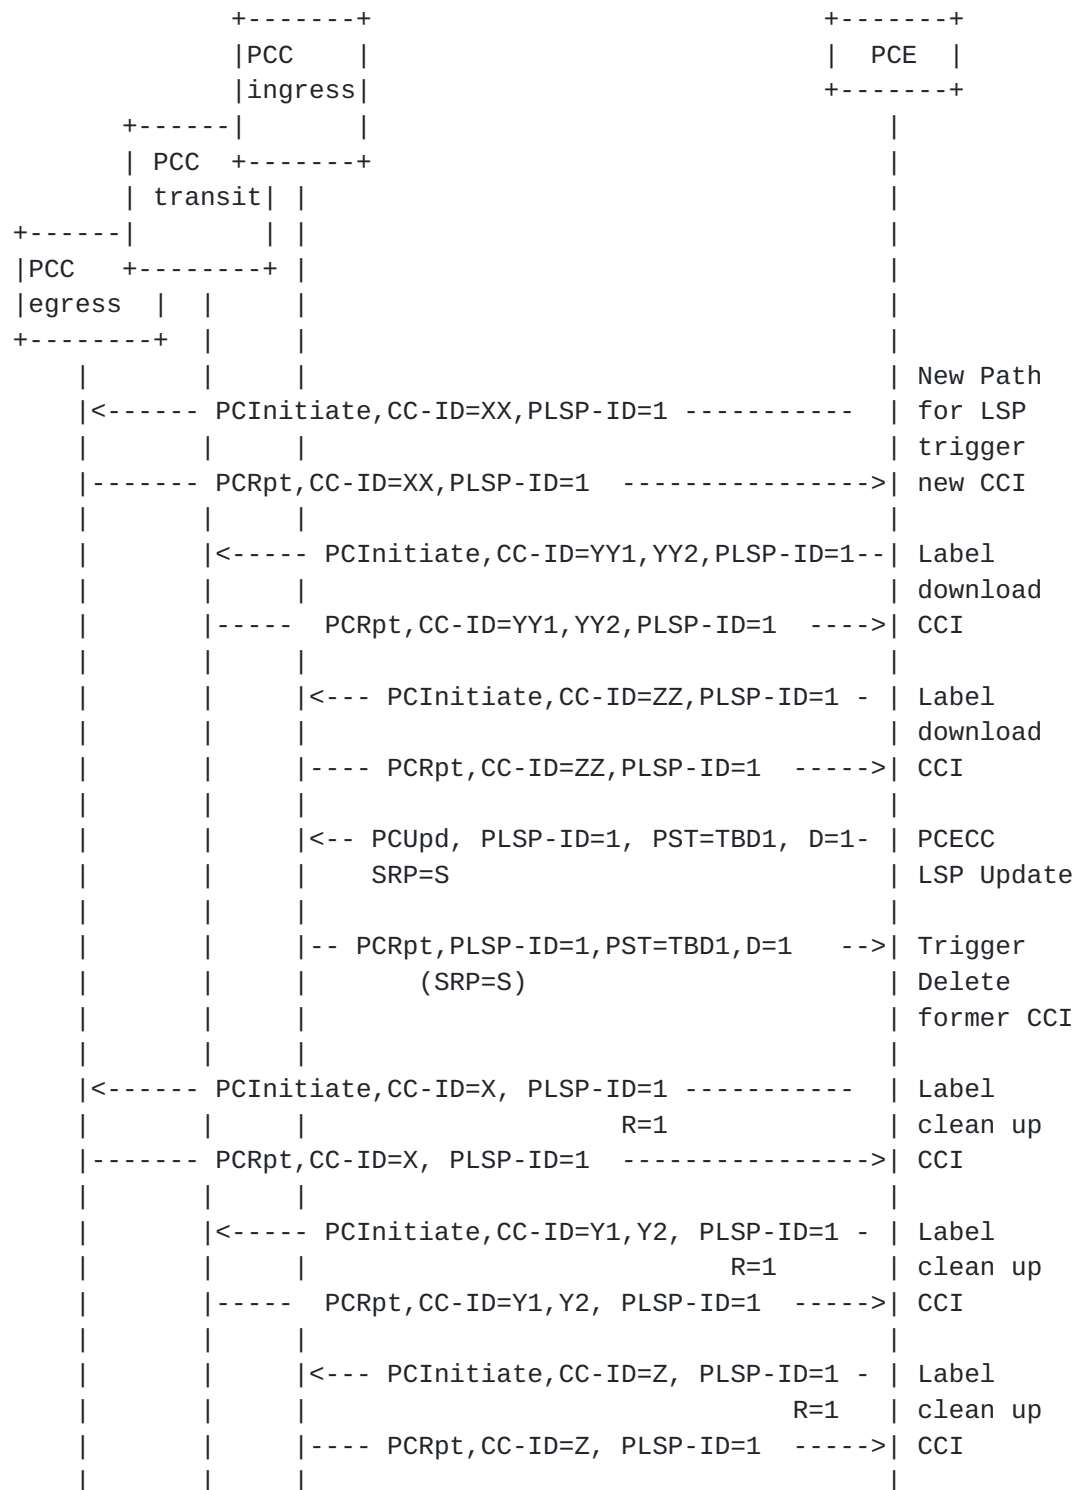 +-------+                             +-------+
              |PCC    |                             |  PCE  |
              |ingress|                             +-------+
       +------|       |                                 |
       | PCC  +-------+                                 |
       | transit| |                                     |
+------|        | |                                     |
|PCC   +--------+ |                                     |
|egress  |  |     |                                     |
+--------+  |     |                                     |
    |       |     |                                     | New Path
    |<------ PCInitiate,CC-ID=XX,PLSP-ID=1 -----------  | for LSP
    |       |     |                                     | trigger
    |------- PCRpt,CC-ID=XX,PLSP-ID=1  ---------------->| new CCI
    |       |     |                                     |
    |       |<----- PCInitiate,CC-ID=YY1,YY2,PLSP-ID=1--| Label
    |       |     |                                     | download
    |       |-----  PCRpt,CC-ID=YY1,YY2,PLSP-ID=1  ---->| CCI
    |       |     |                                     |
    |       |     |<--- PCInitiate,CC-ID=ZZ,PLSP-ID=1 - | Label
    |       |     |                                     | download
    |       |     |---- PCRpt,CC-ID=ZZ,PLSP-ID=1  ----->| CCI
    |       |     |                                     |
    |       |     |<-- PCUpd, PLSP-ID=1, PST=TBD1, D=1- | PCECC
    |       |     |    SRP=S                            | LSP Update
    |       |     |                                     |
    |       |     |-- PCRpt,PLSP-ID=1,PST=TBD1,D=1   -->| Trigger
    |       |     |       (SRP=S)                       | Delete
    |       |     |                                     | former CCI
    |       |     |                                     |
    |<------ PCInitiate,CC-ID=X, PLSP-ID=1 -----------  | Label
    |       |     |                    R=1              | clean up
    |------- PCRpt,CC-ID=X, PLSP-ID=1  ---------------->| CCI
    |       |     |                                     |
    |       |<----- PCInitiate,CC-ID=Y1,Y2, PLSP-ID=1 - | Label
    |       |     |                           R=1       | clean up
    |       |-----  PCRpt,CC-ID=Y1,Y2, PLSP-ID=1  ----->| CCI
    |       |     |                                     |
    |       |     |<--- PCInitiate,CC-ID=Z, PLSP-ID=1 - | Label
    |       |     |                               R=1   | clean up
    |       |     |---- PCRpt,CC-ID=Z, PLSP-ID=1  ----->| CCI
    |       |     |                                     |